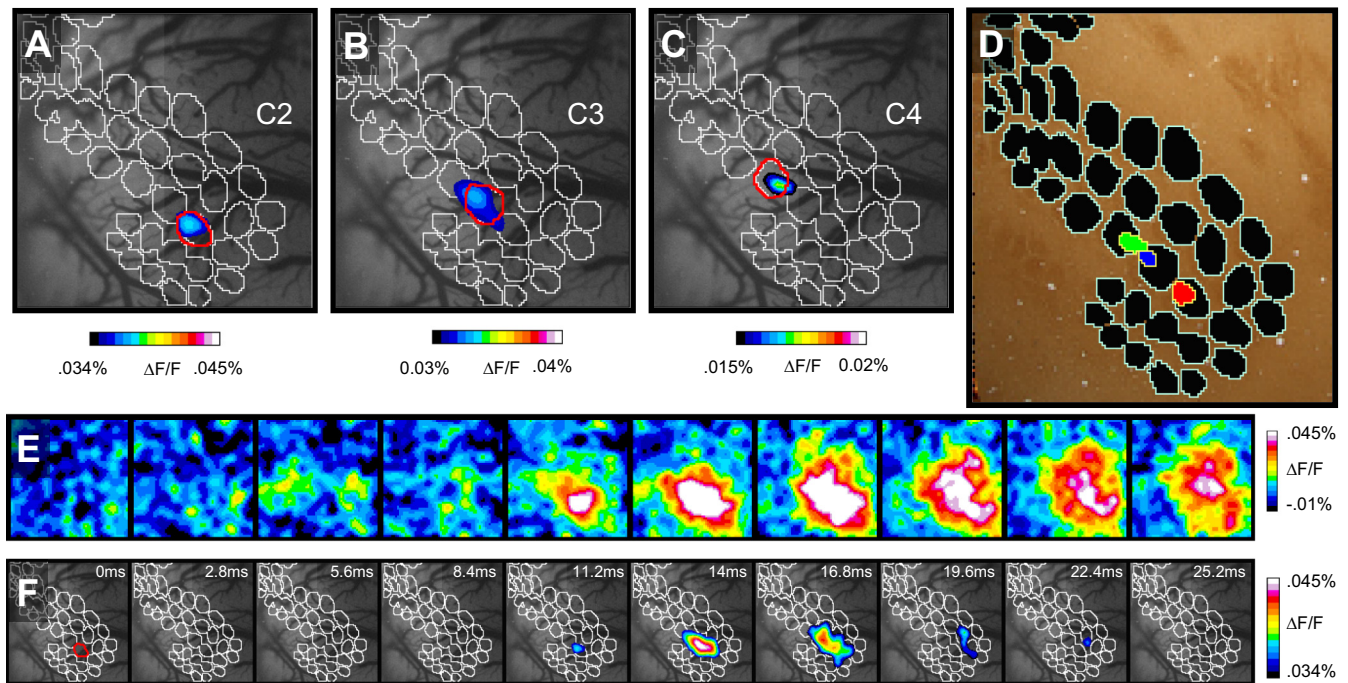 A
C2
B
C3
C
C4
D
.034% ΔF/F .045%
0.03% ΔF/F .04%
.015% ΔF/F 0.02%
E
.045%
ΔF/F
-.01%
F
0ms 2.8ms 5.6ms 8.4ms 11.2ms 14ms 16.8ms 19.6ms 22.4ms 25.2ms
.045%
ΔF/F
.034%